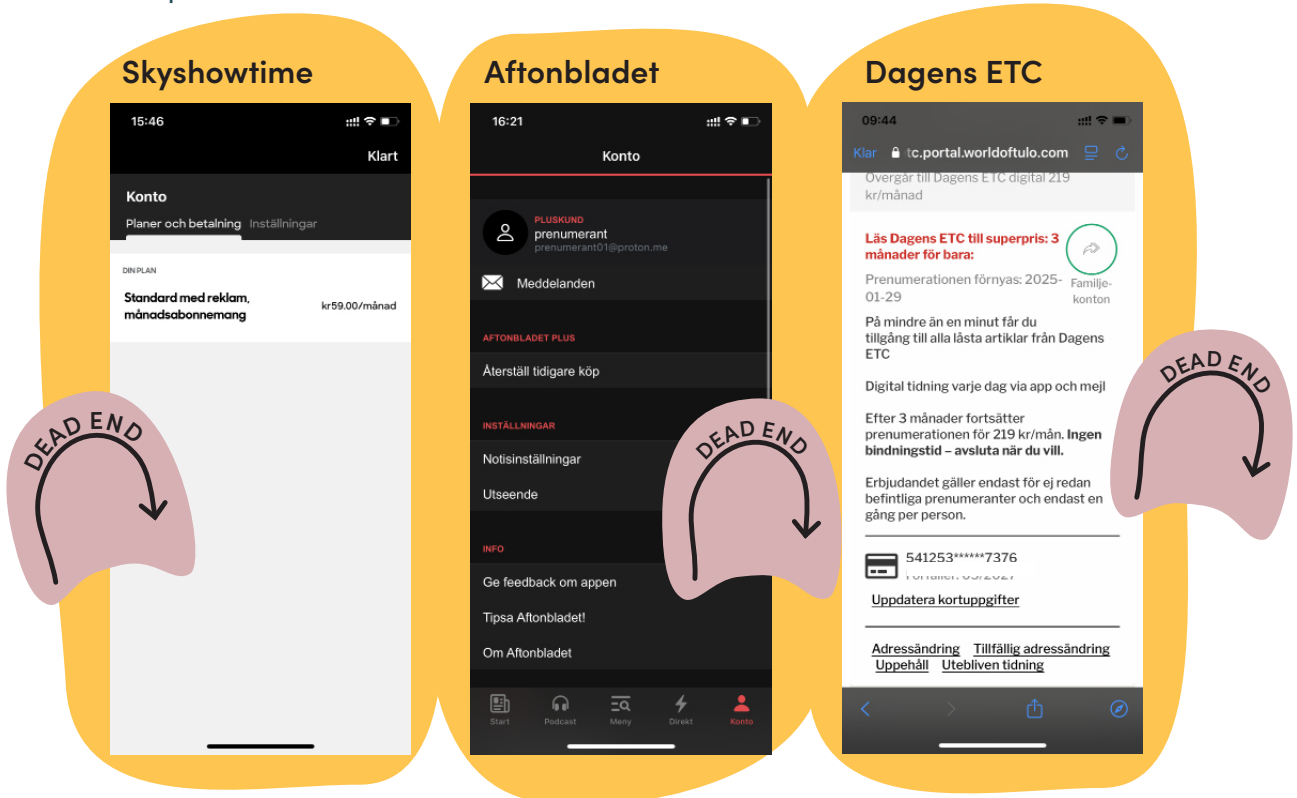 Skyshowtime
15:46
Klart
Konto
Planer och betalning Inställningar
DIN PLAN
Standard med reklam,
månadsabonnemang
kr59.00/månad
DEAD END
Aftonbladet
16:21
Konto
PLUSKUND
prenumerant
prenumerant01@proton.me
Meddelanden
AFTONBLADET PLUS
Återställ tidigare köp
INSTÄLLNINGAR
Notisinställningar
Utseende
INFO
Ge feedback om appen
Tipsa Aftonbladet!
Om Aftonbladet
Start Podcast Meny Direkt Konto
DEAD END
Dagens ETC
09:44
Klar tc.portal.worldoftulo.com
Övergår till Dagens ETC digital 219
kr/månad
Läs Dagens ETC till superpris: 3
månader för bara:
Prenumerationen förnyas: 2025-
01-29
Familje-
konton
På mindre än en minut får du
tillgång till alla låsta artiklar från Dagens
ETC
Digital tidning varje dag via app och mejl
Efter 3 månader fortsätter
prenumerationen för 219 kr/mån. Ingen
bindningstid – avsluta när du vill.
Erbjudandet gäller endast för ej redan
befintliga prenumeranter och endast en
gång per person.
541253******7376
Uppdatera kortuppgifter
Adressändring Tillfällig adressändring
Uppehåll Utebliven tidning
DEAD END